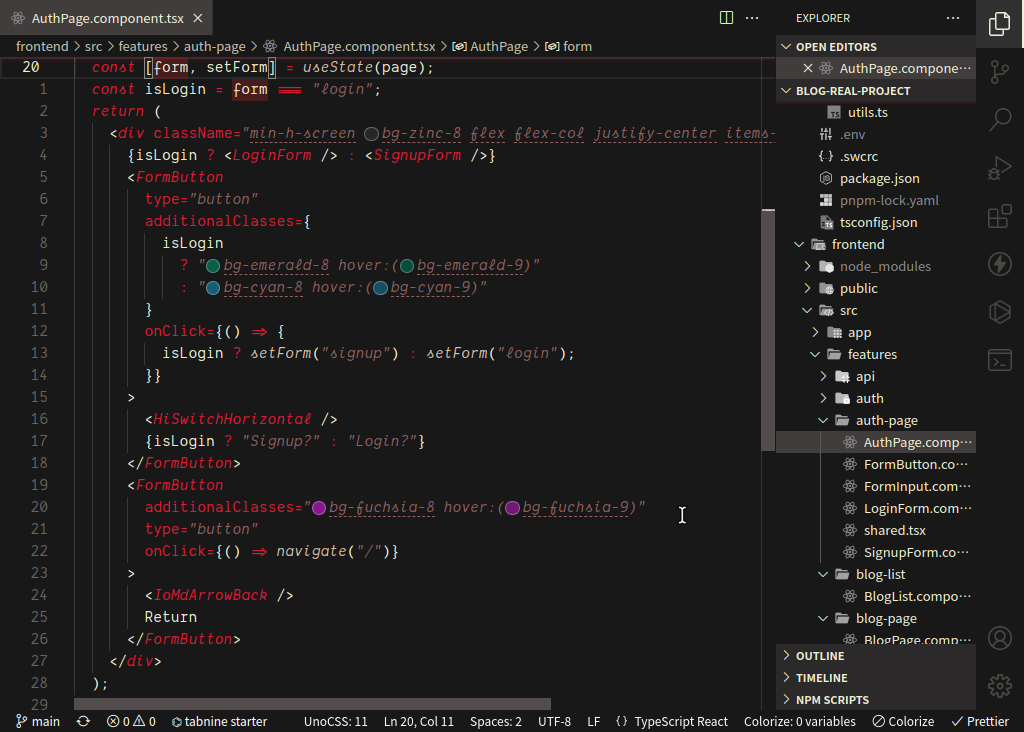 AuthPage.component.tsx
frontend > src > features > auth-page > AuthPage.component.tsx > AuthPage > form
20 const [form, setForm] = useState(page);
1 const isLogin = form === "login";
2 return (
3 <div className="min-h-screen bg-zinc-8 flex flex-col justify-center items-
4 {isLogin ? <LoginForm /> : <SignupForm />}
5 <FormButton
6 type="button"
7 additionalClasses={
8 isLogin
9 ? "bg-emerald-8 hover:(bg-emerald-9)"
10 : "bg-cyan-8 hover:(bg-cyan-9)"
11 }
12 onClick={() => {
13 isLogin ? setForm("signup") : setForm("login");
14 }}
15 >
16 <HiSwitchHorizontal />
17 {isLogin ? "Signup?" : "Login?"}
18 </FormButton>
19 <FormButton
20 additionalClasses="bg-fuchsia-8 hover:(bg-fuchsia-9)"
21 type="button"
22 onClick={() => navigate("/")}
23 >
24 <IoMdArrowBack />
25 Return
26 </FormButton>
27 </div>
28 );
29
EXPLORER
OPEN EDITORS
AuthPage.compone···
BLOG-REAL-PROJECT
utils.ts
.env
.swcrc
package.json
pnpm-lock.yaml
tsconfig.json
frontend
node_modules
public
src
app
features
api
auth
auth-page
AuthPage.comp···
FormButton.co···
FormInput.com···
LoginForm.com···
shared.tsx
SignupForm.co···
blog-list
BlogList.compo···
blog-page
BlogPage.comp···
OUTLINE
TIMELINE
NPM SCRIPTS
main 0 0 tabnine starter UnoCSS: 11 Ln 20, Col 11 Spaces: 2 UTF-8 LF {} TypeScript React Colorize: 0 variables Colorize Prettier